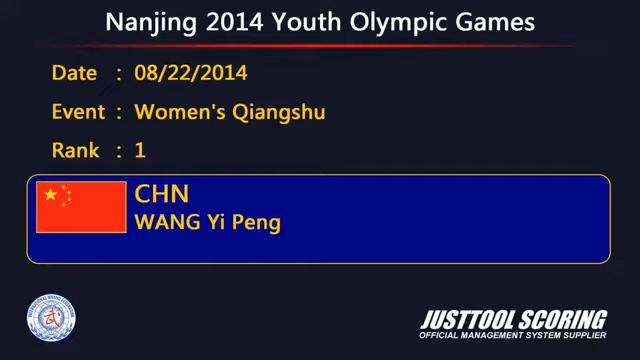 Nanjing 2014 Youth Olympic Games
Date : 08/22/2014
Event : Women's Qiangshu
Rank : 1
CHN
WANG Yi Peng
JUSTTOOL SCORING
OFFICIAL MANAGEMENT SYSTEM SUPPLIER